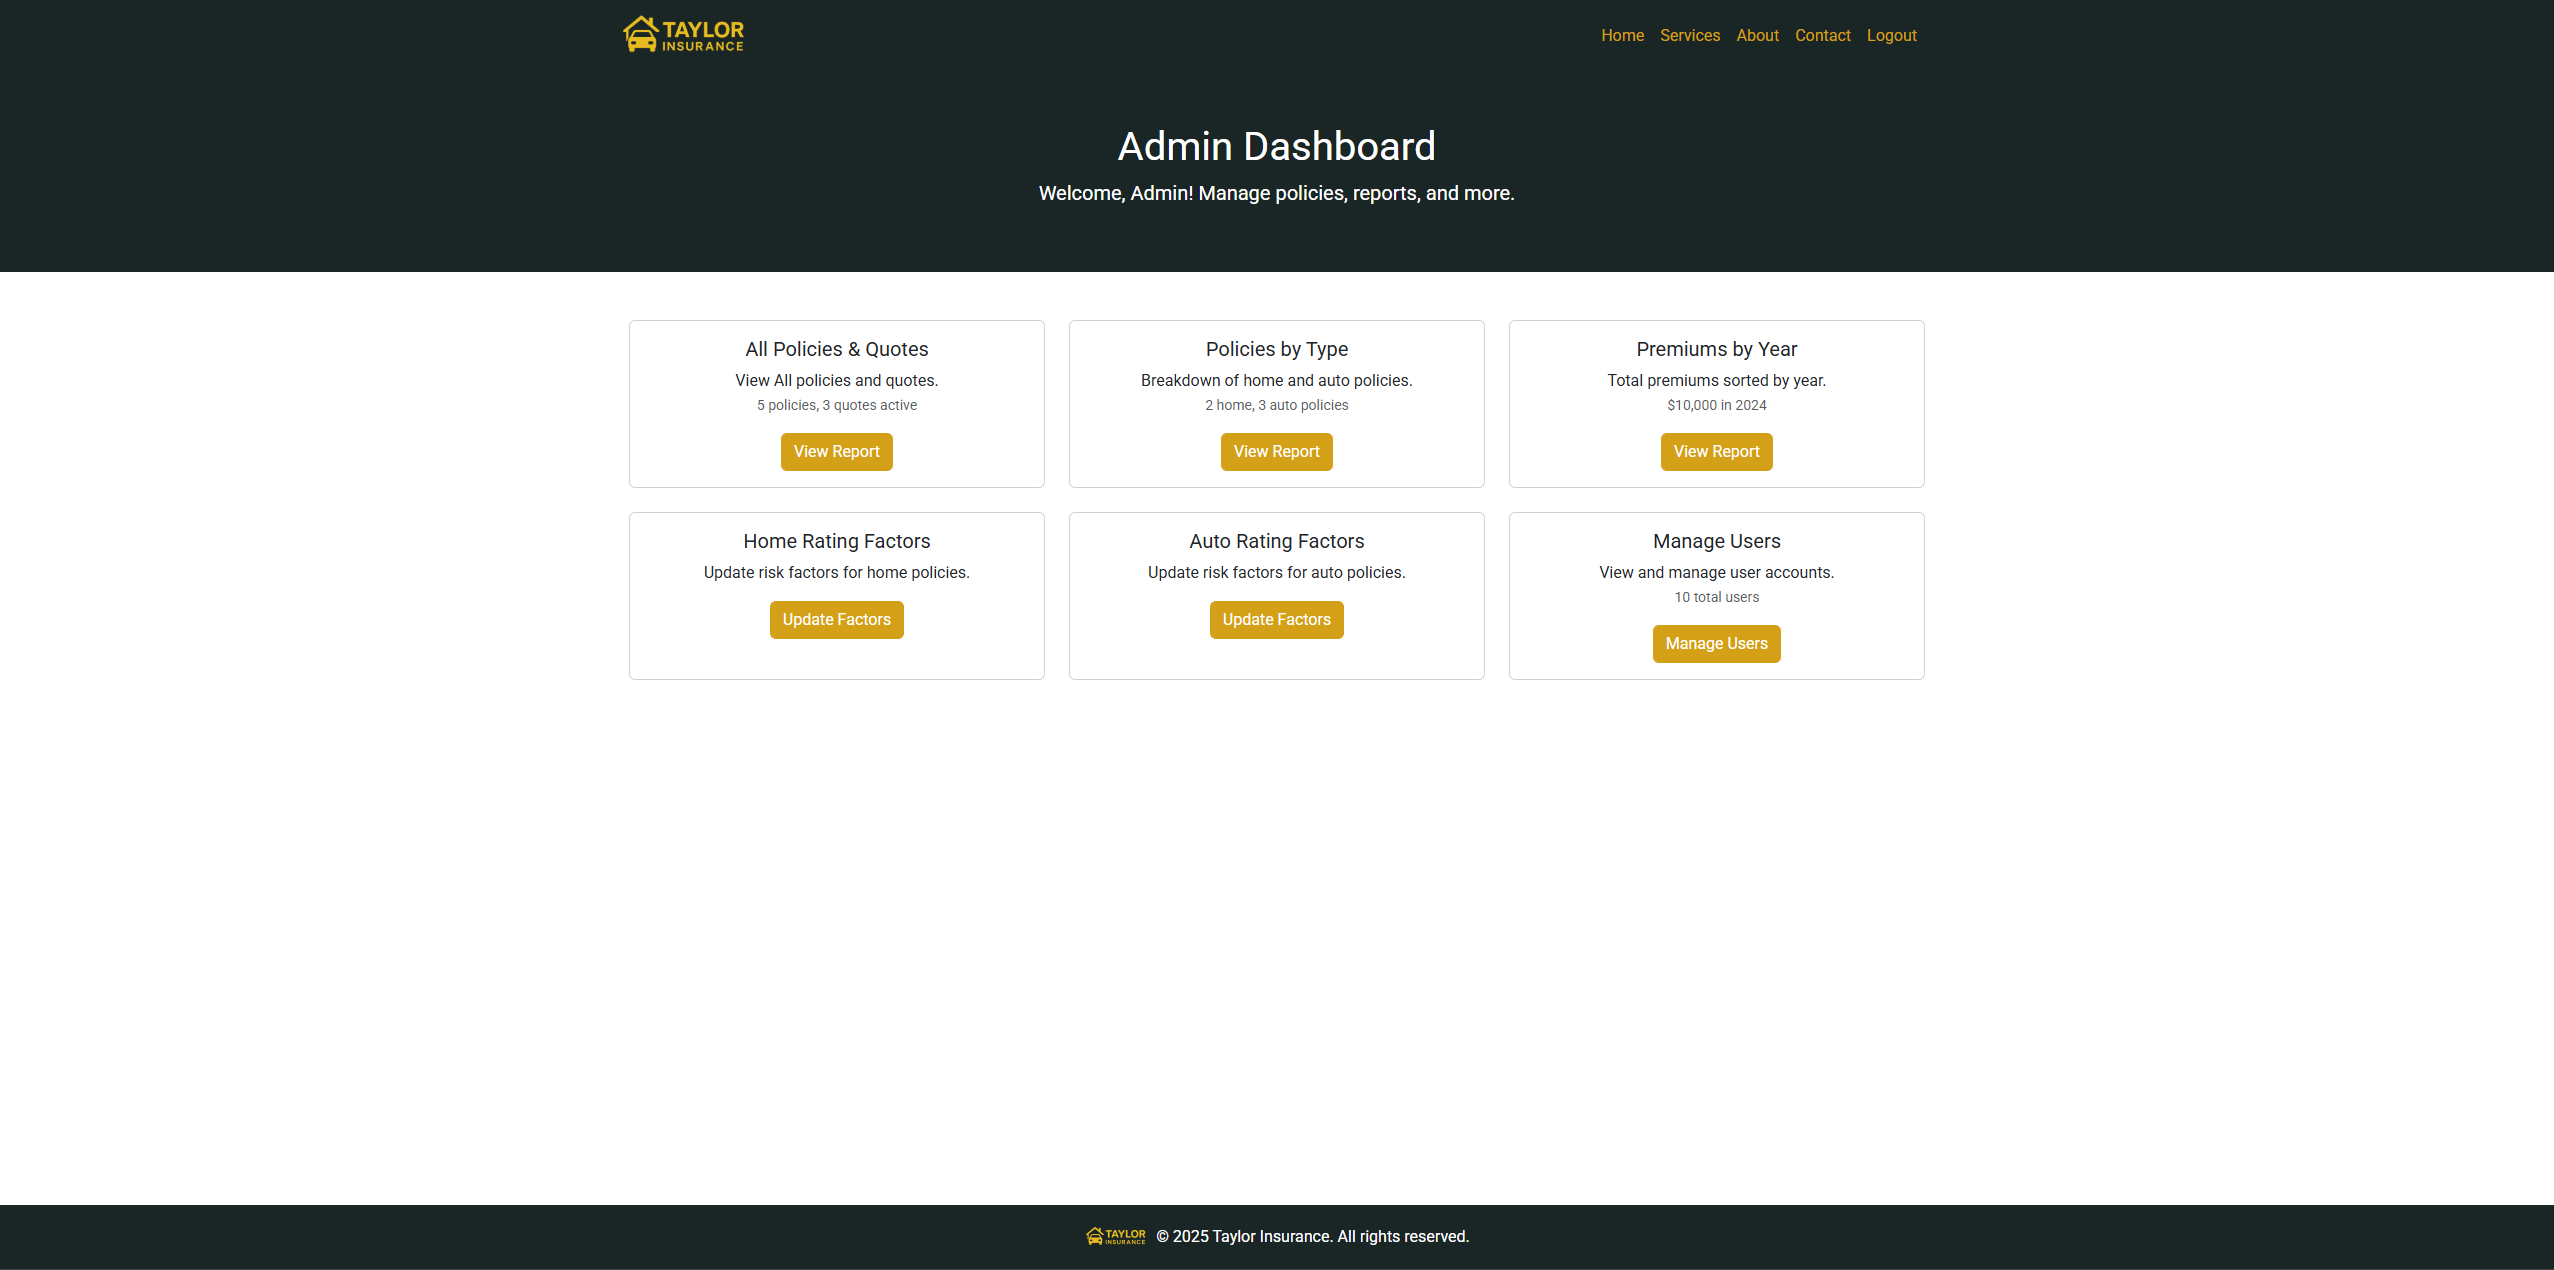 TAYLOR
INSURANCE
Home Services About Contact Logout
Admin Dashboard
Welcome, Admin! Manage policies, reports, and more.
All Policies & Quotes
View All policies and quotes.
5 policies, 3 quotes active
View Report
Policies by Type
Breakdown of home and auto policies.
2 home, 3 auto policies
View Report
Premiums by Year
Total premiums sorted by year.
$10,000 in 2024
View Report
Home Rating Factors
Update risk factors for home policies.
Update Factors
Auto Rating Factors
Update risk factors for auto policies.
Update Factors
Manage Users
View and manage user accounts.
10 total users
Manage Users
TAYLOR
INSURANCE
© 2025 Taylor Insurance. All rights reserved.